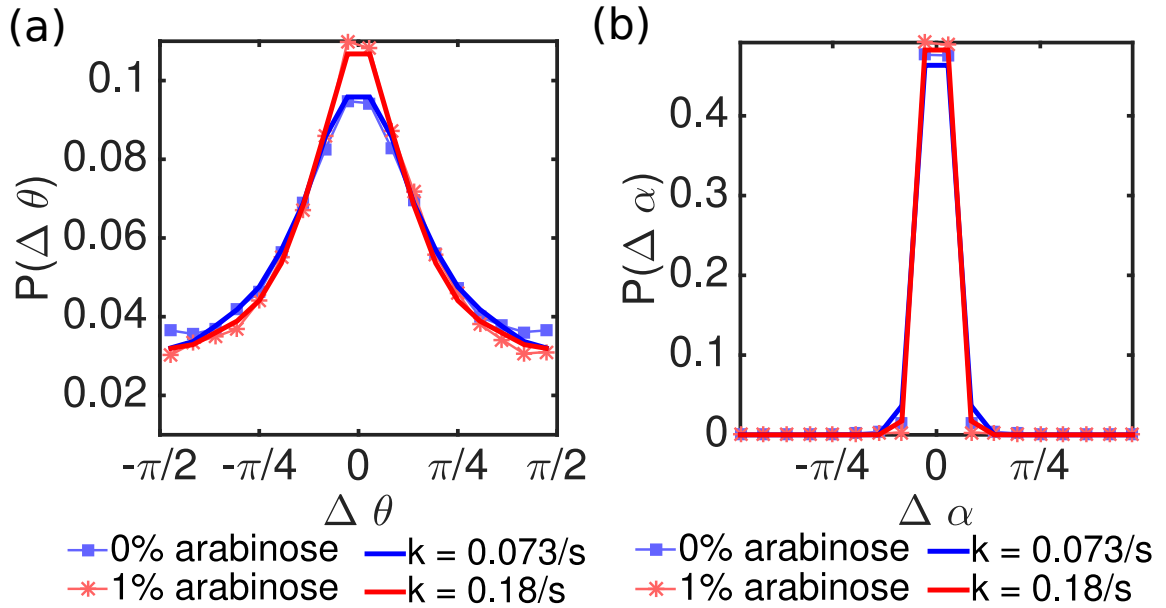 (a)
P(Δ θ)
0.1
0.08
0.06
0.04
0.02
-π/2 -π/4 0 π/4 π/2
Δ θ
0% arabinose k = 0.073/s
1% arabinose k = 0.18/s
(b)
P(Δ α)
0.4
0.3
0.2
0.1
0
-π/4 0 π/4
Δ α
0% arabinose k = 0.073/s
1% arabinose k = 0.18/s